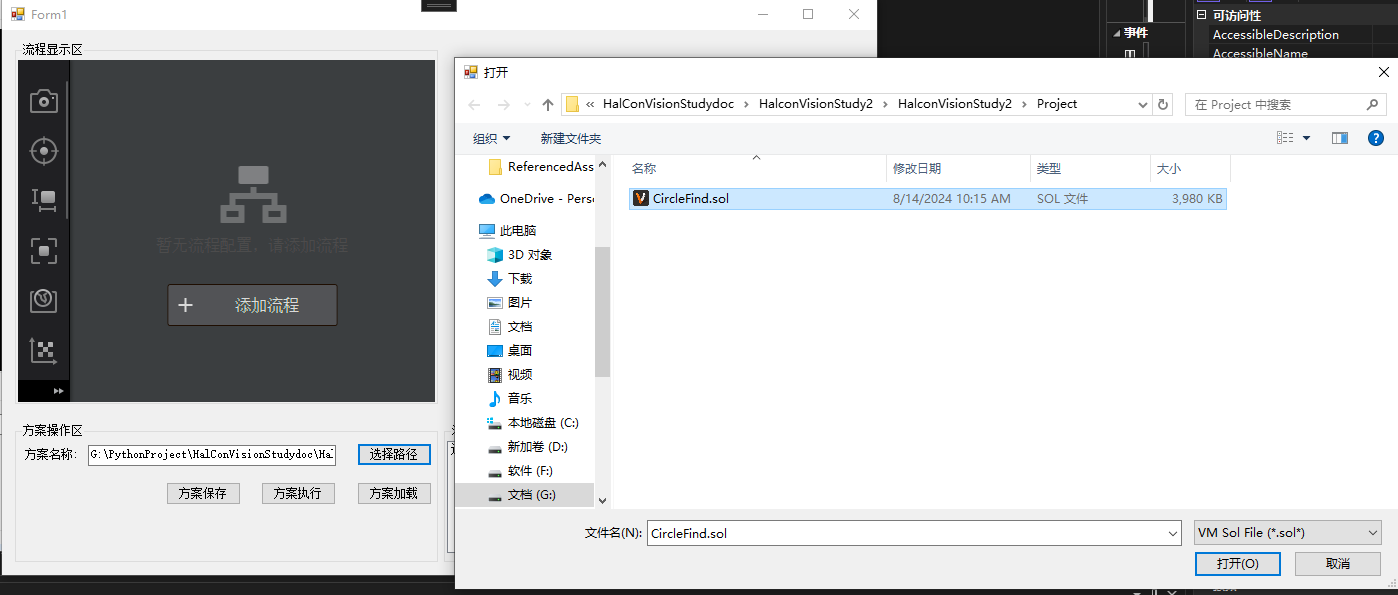 Form1
流程显示区
暂无流程配置，请添加流程
添加流程
方案操作区
方案名称:
G:\PythonProject\HalConVisionStudydoc\Hal
选择路径
方案保存
方案执行
方案加载
事件
可访问性
AccessibleDescription
AccessibleName
打开
« HalConVisionStudydoc › HalconVisionStudy2 › HalconVisionStudy2 › Project
在 Project 中搜索
组织
新建文件夹
ReferencedAss
OneDrive - Pers
此电脑
3D 对象
下载
图片
文档
桌面
视频
音乐
本地磁盘 (C:)
新加卷 (D:)
软件 (F:)
文档 (G:)
名称
修改日期
类型
大小
CircleFind.sol
8/14/2024 10:15 AM
SOL 文件
3,980 KB
文件名(N):
CircleFind.sol
VM Sol File (*.sol*)
打开(O)
取消